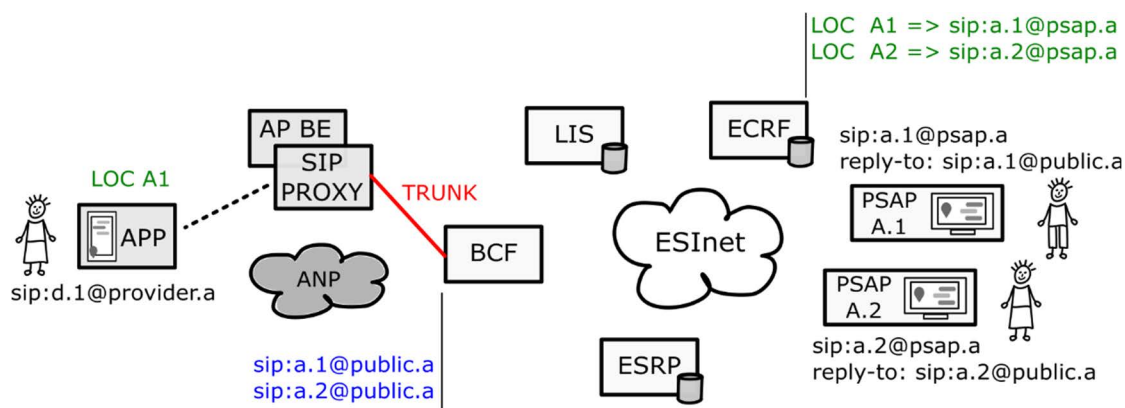 LOC A1 => sip:a.1@psap.a
LOC A2 => sip:a.2@psap.a
AP BE
SIP
PROXY
LIS
ECRF
sip:a.1@psap.a
reply-to: sip:a.1@public.a
LOC A1
TRUNK
APP
PSAP
A.1
BCF
ESInet
ANP
sip:d.1@provider.a
PSAP
A.2
sip:a.1@public.a
sip:a.2@public.a
ESRP
sip:a.2@psap.a
reply-to: sip:a.2@public.a